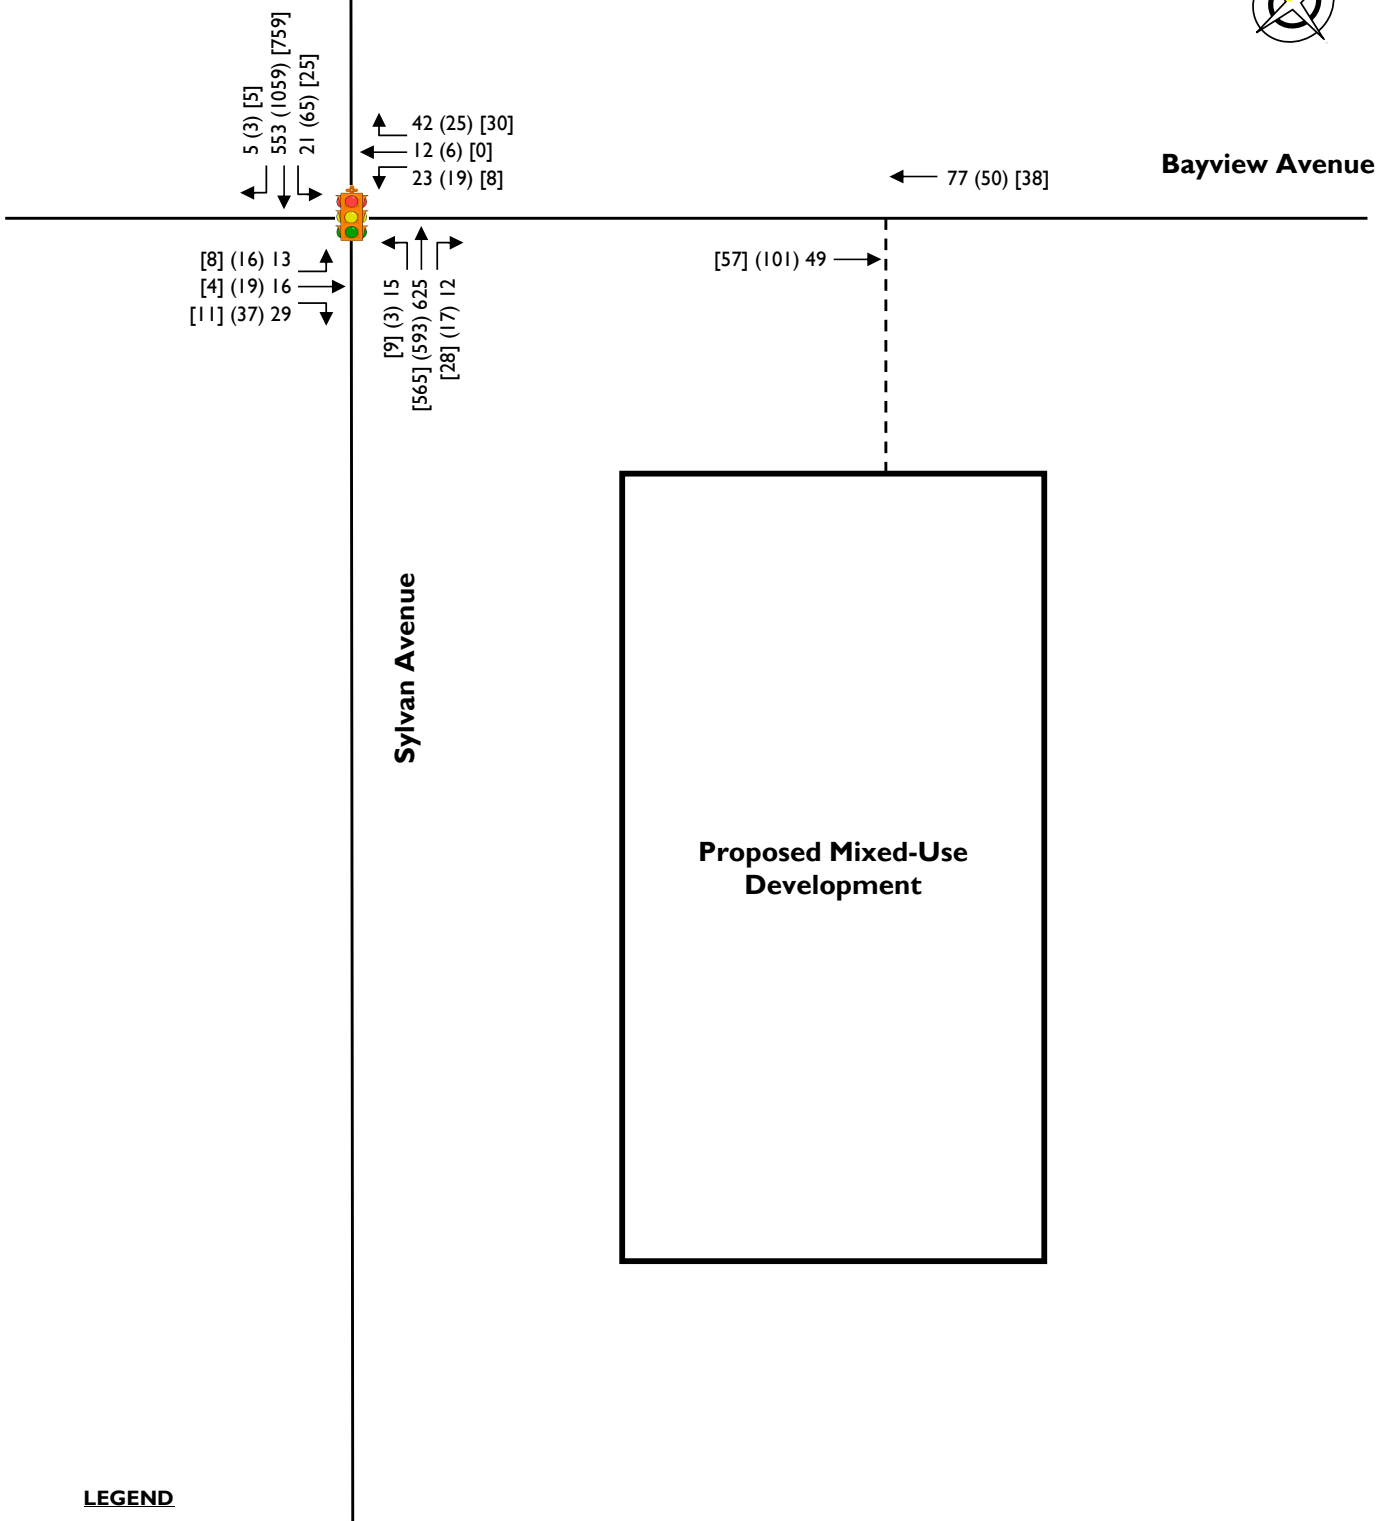 5 (3) [5]
553 (1059) [759]
21 (65) [25]
42 (25) [30]
12 (6) [0]
23 (19) [8]
Bayview Avenue
77 (50) [38]
[57] (101) 49
[8] (16) 13
[4] (19) 16
[11] (37) 29
[9] (3) 15
[565] (593) 625
[28] (17) 12
Sylvan Avenue
Proposed Mixed-Use
Development
LEGEND